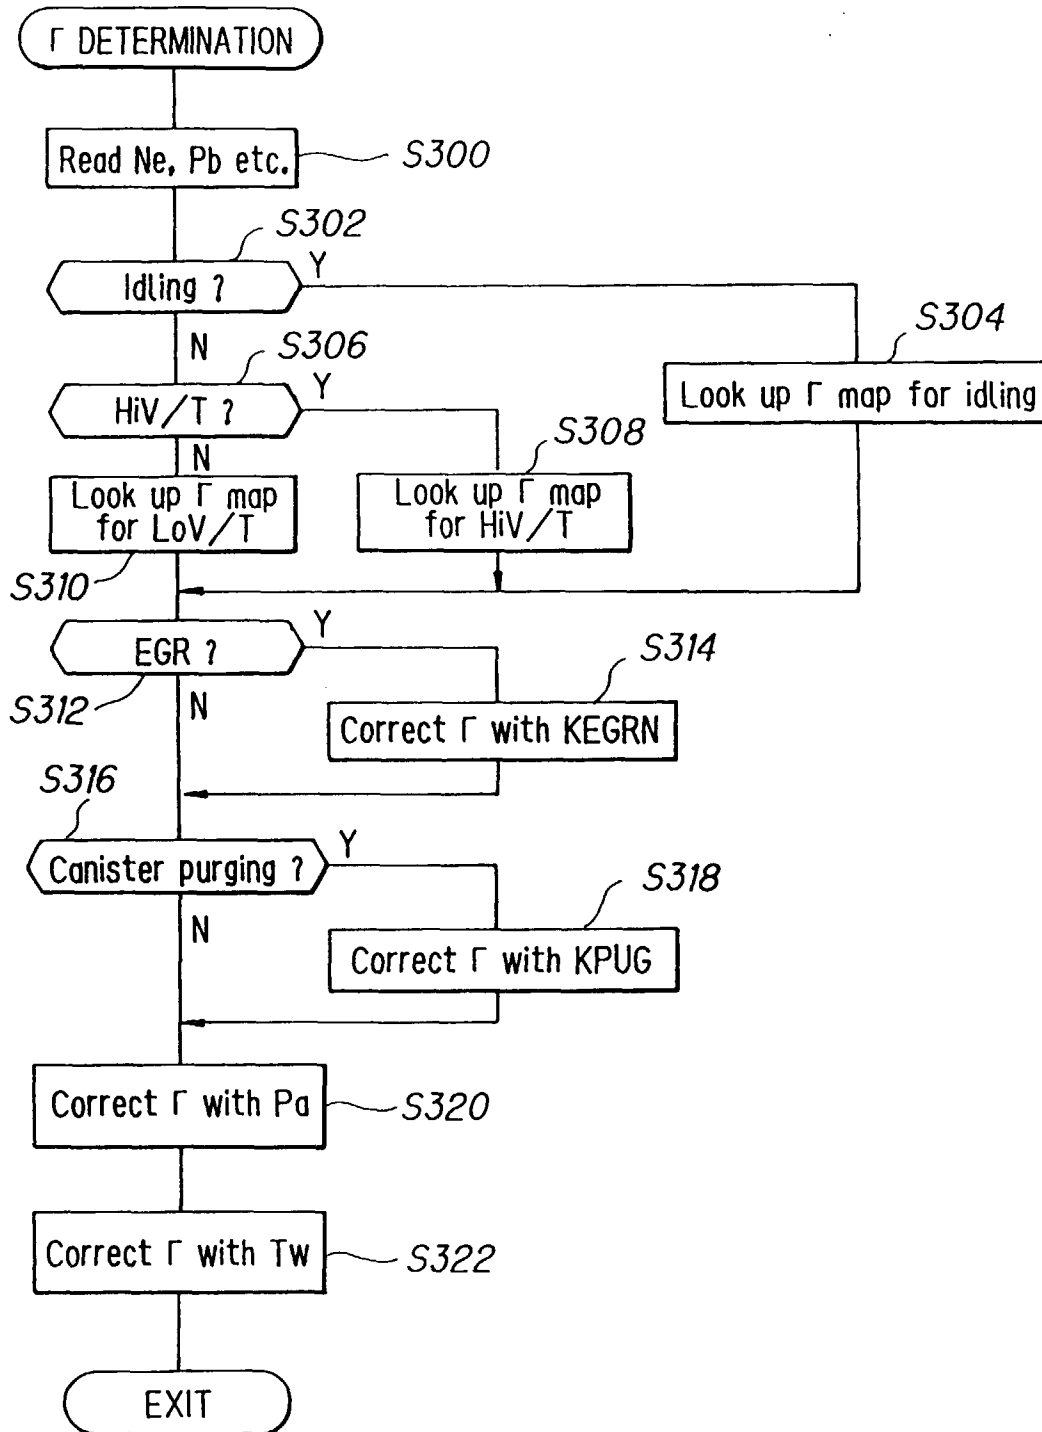 Γ DETERMINATION
Read Ne, Pb etc.
S300
S302
Idling ?
Y
N
S304
Look up Γ map for idling
S306
HiV/T ?
Y
N
S308
Look up Γ map
for HiV/T
Look up Γ map
for LoV/T
S310
EGR ?
Y
S312
N
S314
Correct Γ with KEGRN
S316
Canister purging ?
Y
N
S318
Correct Γ with KPUG
Correct Γ with Pa
S320
Correct Γ with Tw
S322
EXIT